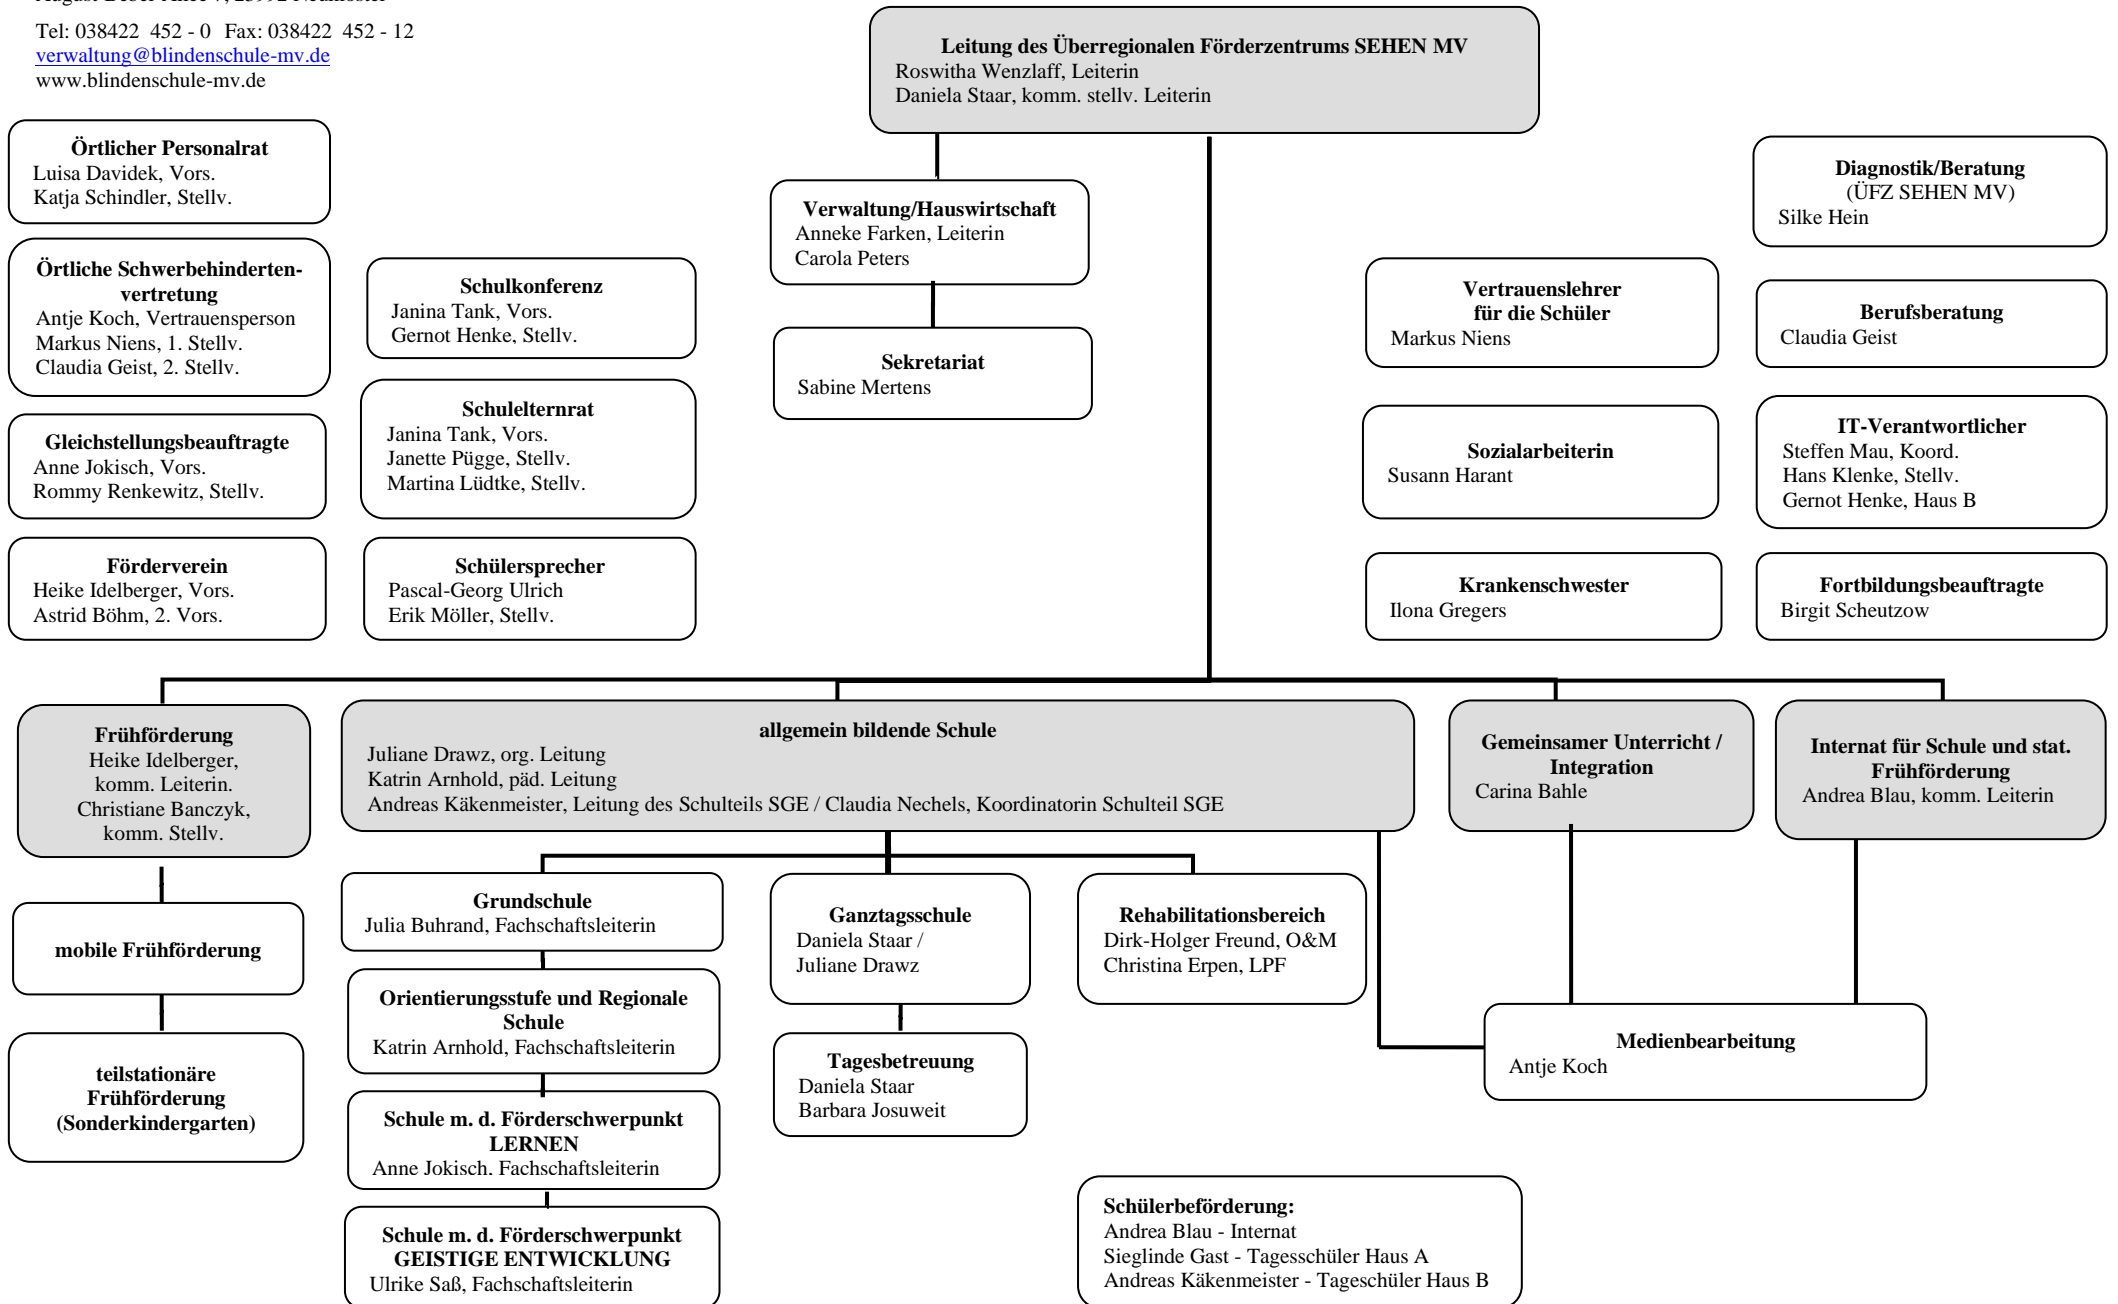 Tel: 038422 452 - 0 Fax: 038422 452 - 12
verwaltung@blindenschule-mv.de
www.blindenschule-mv.de
Leitung des Überregionalen Förderzentrums SEHEN MV
Roswitha Wenzlaff, Leiterin
Daniela Staar, komm. stellv. Leiterin
Örtlicher Personalrat
Luisa Davidek, Vors.
Katja Schindler, Stellv.
Örtliche Schwerbehinderten-
vertretung
Antje Koch, Vertrauensperson
Markus Niens, 1. Stellv.
Claudia Geist, 2. Stellv.
Gleichstellungsbeauftragte
Anne Jokisch, Vors.
Rommy Renkewitz, Stellv.
Förderverein
Heike Idelberger, Vors.
Astrid Böhm, 2. Vors.
Schulkonferenz
Janina Tank, Vors.
Gernot Henke, Stellv.
Schulelternrat
Janina Tank, Vors.
Janette Pügge, Stellv.
Martina Lüdtke, Stellv.
Schülersprecher
Pascal-Georg Ulrich
Erik Möller, Stellv.
Verwaltung/Hauswirtschaft
Anneke Farken, Leiterin
Carola Peters
Sekretariat
Sabine Mertens
Vertrauenslehrer
für die Schüler
Markus Niens
Sozialarbeiterin
Susann Harant
Krankenschwester
Ilona Gregers
Diagnostik/Beratung
(ÜFZ SEHEN MV)
Silke Hein
Berufsberatung
Claudia Geist
IT-Verantwortlicher
Steffen Mau, Koord.
Hans Klenke, Stellv.
Gernot Henke, Haus B
Fortbildungsbeauftragte
Birgit Scheutzow
Frühförderung
Heike Idelberger,
komm. Leiterin.
Christiane Banczyk,
komm. Stellv.
allgemein bildende Schule
Juliane Drawz, org. Leitung
Katrin Arnhold, päd. Leitung
Andreas Käkenmeister, Leitung des Schulteils SGE / Claudia Nechels, Koordinatorin Schulteil SGE
Gemeinsamer Unterricht /
Integration
Carina Bahle
Internat für Schule und stat.
Frühförderung
Andrea Blau, komm. Leiterin
mobile Frühförderung
teilstationäre
Frühförderung
(Sonderkindergarten)
Grundschule
Julia Buhrand, Fachschaftsleiterin
Orientierungsstufe und Regionale
Schule
Katrin Arnhold, Fachschaftsleiterin
Schule m. d. Förderschwerpunkt
LERNEN
Anne Jokisch. Fachschaftsleiterin
Schule m. d. Förderschwerpunkt
GEISTIGE ENTWICKLUNG
Ulrike Saß, Fachschaftsleiterin
Ganztagsschule
Daniela Staar /
Juliane Drawz
Tagesbetreuung
Daniela Staar
Barbara Josuweit
Rehabilitationsbereich
Dirk-Holger Freund, O&M
Christina Erpen, LPF
Medienbearbeitung
Antje Koch
Schülerbeförderung:
Andrea Blau - Internat
Sieglinde Gast - Tagesschüler Haus A
Andreas Käkenmeister - Tageschüler Haus B